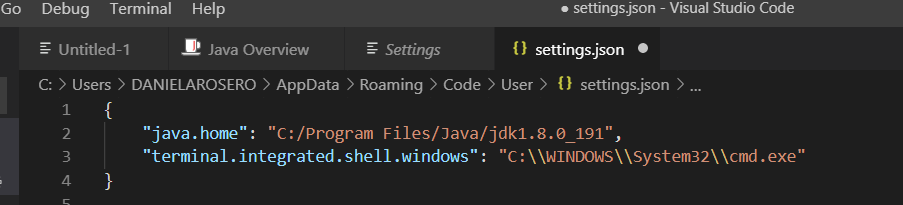 Go Debug Terminal Help ● settings.json - Visual Studio Code
Untitled-1 Java Overview Settings {} settings.json ●
C: > Users > DANIELAROSERO > AppData > Roaming > Code > User > {} settings.json > ...
1 {
2 "java.home": "C:/Program Files/Java/jdk1.8.0_191",
3 "terminal.integrated.shell.windows": "C:\\WINDOWS\\System32\\cmd.exe"
4 }
5